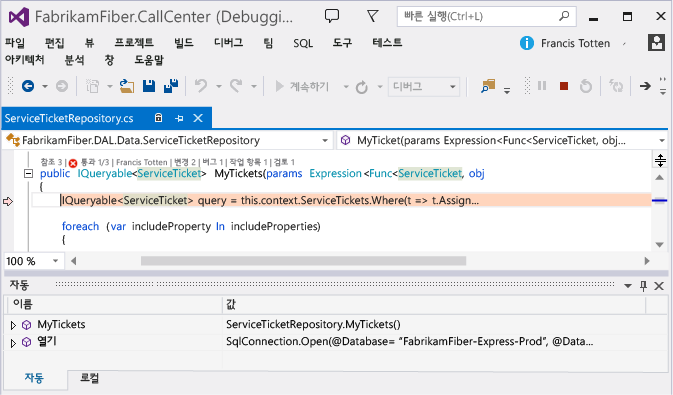 FabrikamFiber.CallCenter (Debuggi...
빠른 실행(Ctrl+L)
파일 편집 뷰 프로젝트 빌드 디버그 팀 SQL 도구 테스트
Francis Totten
아키텍처 분석 창 도움말
계속하기
디버그
ServiceTicketRepository.cs
FabrikamFiber.DAL.Data.ServiceTicketRepository
MyTicket(params Expression<Func<ServiceTicket, obj...
참조 3 | 통과 1/3 | Francis Totten | 변경 2 | 버그 1 | 작업 항목 1 | 검토 1
public IQueryable<ServiceTicket> MyTickets(params Expression<Func<ServiceTicket, obj
{
IQueryable<ServiceTicket> query = this.context.ServiceTickets.Where(t => t.Assign...
foreach (var includeProperty In includeProperties)
{
100 %
자동
이름 값
MyTickets ServiceTicketRepository.MyTickets()
열기 SqlConnection.Open(@Database= “FabrikamFiber-Express-Prod”, @Data...
자동 로컬